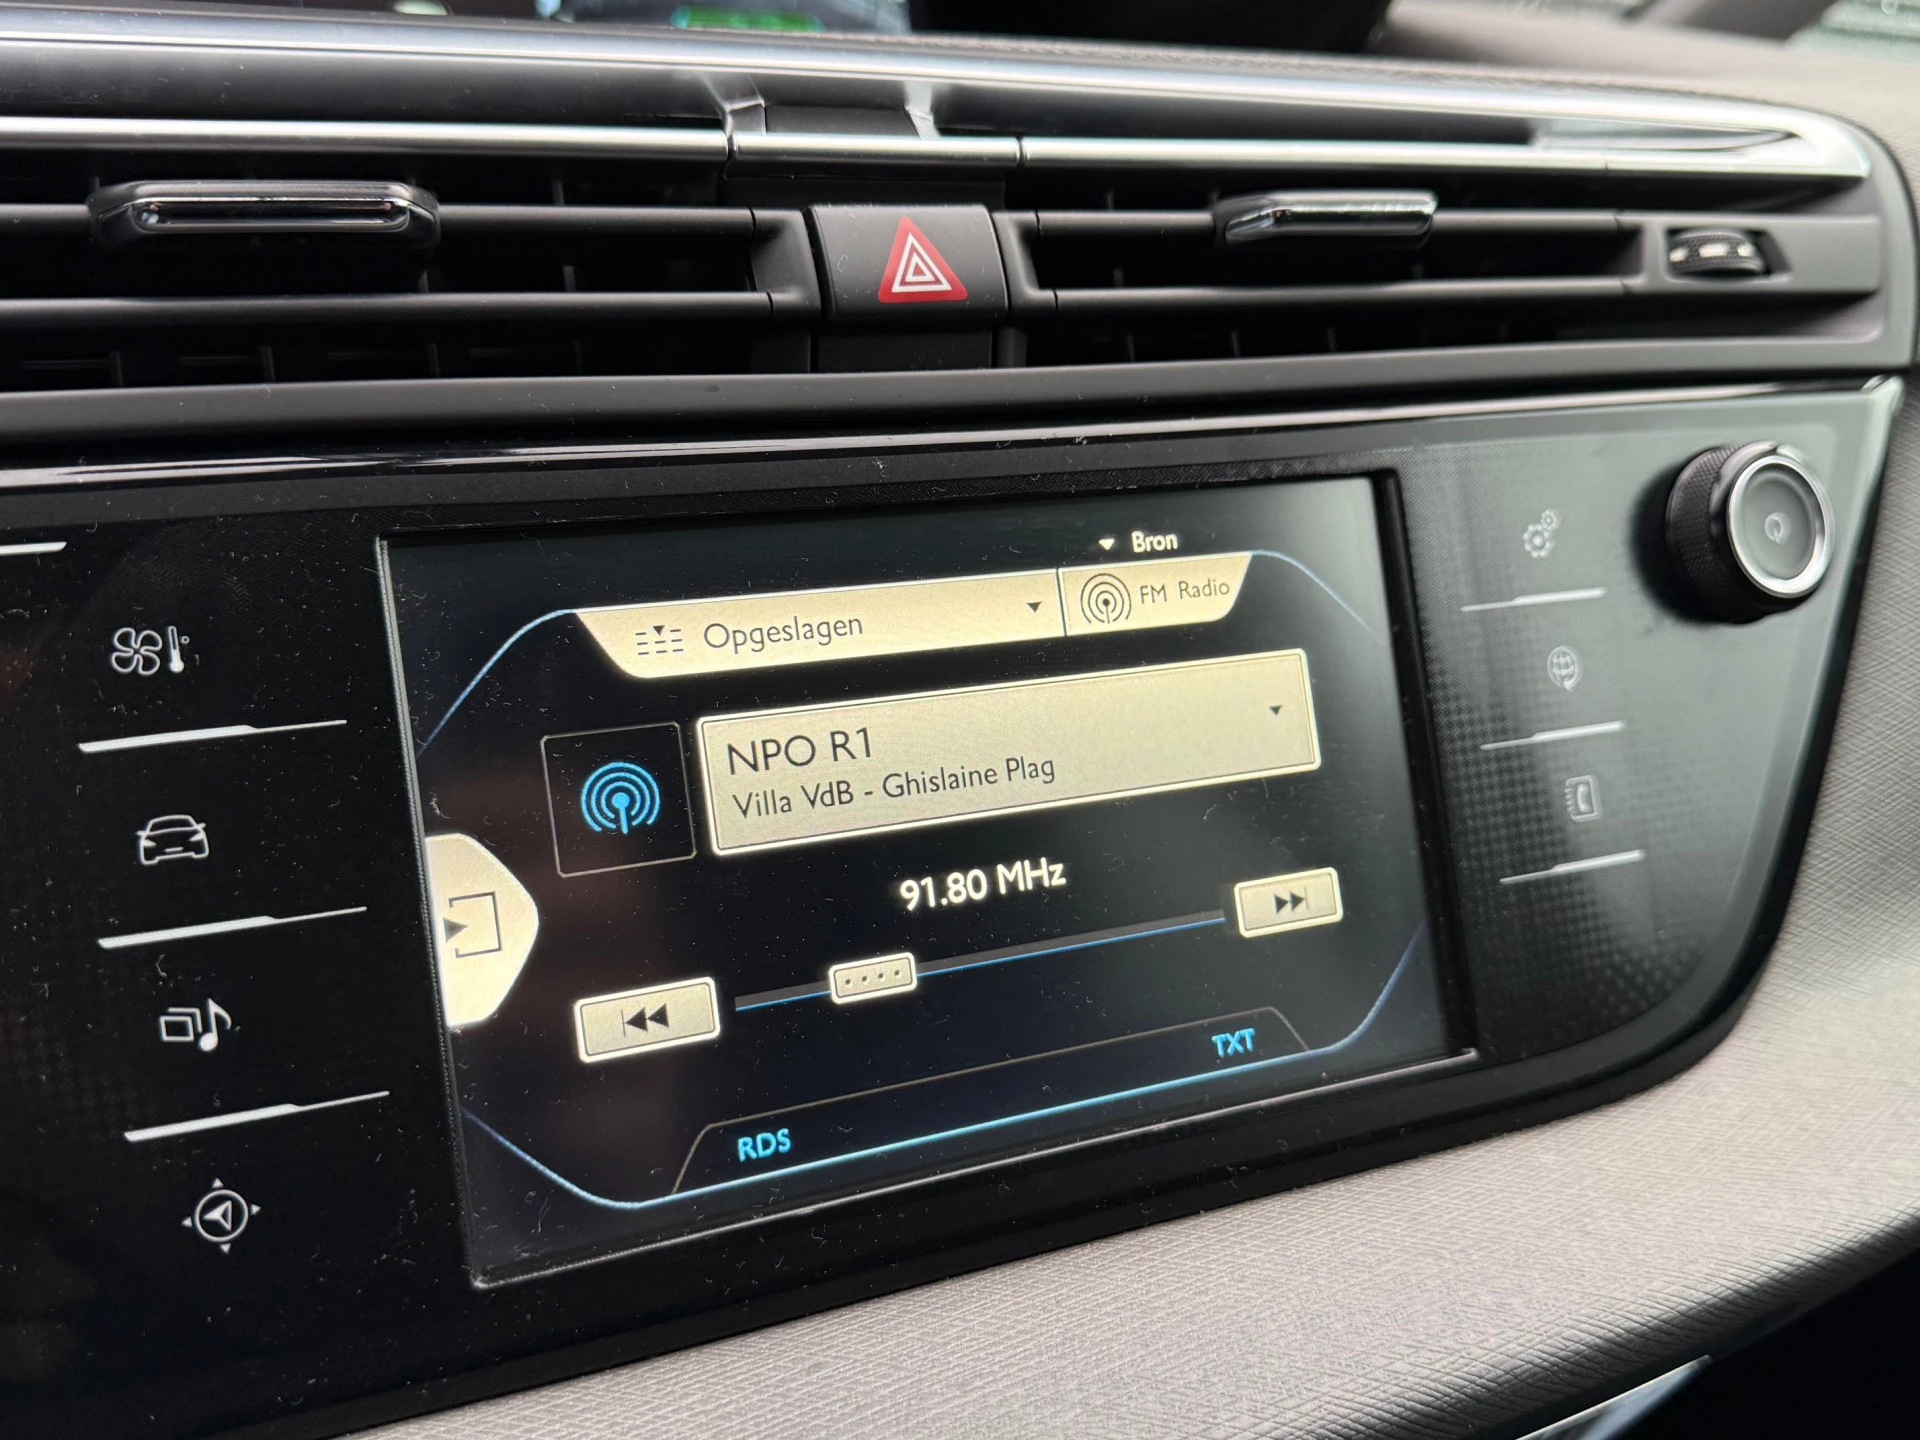 Bron
Opgeslagen
FM Radio
NPO R1
Villa VdB - Ghislaine Plag
91.80 MHz
TXT
RDS